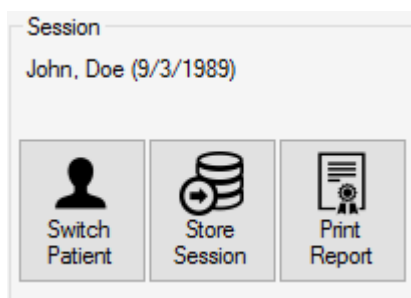 Session
John, Doe (9/3/1989)
Switch
Patient
Store
Session
Print
Report